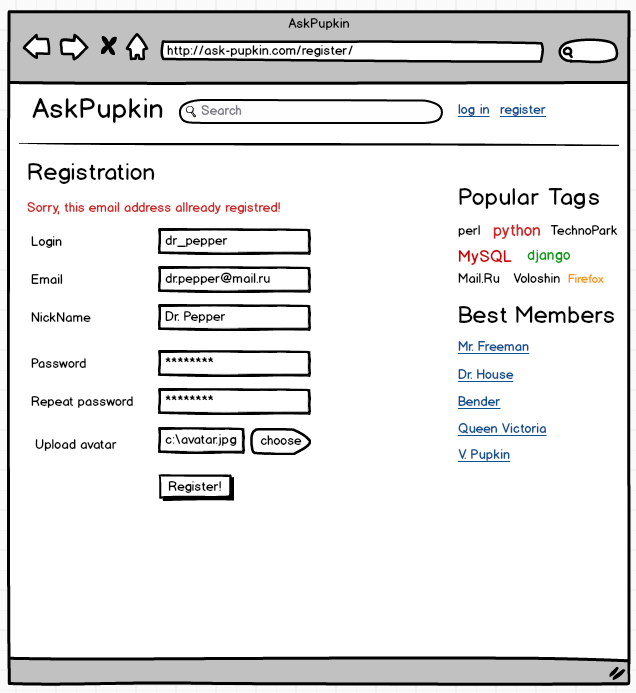 AskPupkin
http://ask-pupkin.com/register/
AskPupkin
Search
log in register
Registration
Sorry, this email address allready registred!
Login dr_pepper
Email dr.pepper@mail.ru
NickName Dr. Pepper
Password ********
Repeat password ********
Upload avatar c:\avatar.jpg choose
Register!
Popular Tags
perl python TechnoPark
MySQL django
Mail.Ru Voloshin Firefox
Best Members
Mr. Freeman
Dr. House
Bender
Queen Victoria
V. Pupkin